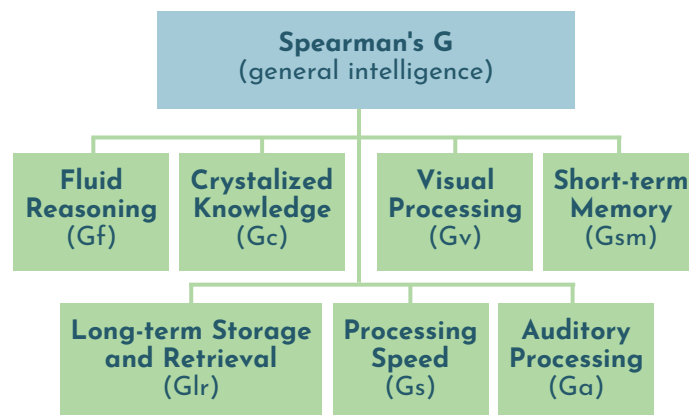 Spearman's G
(general intelligence)
Fluid
Reasoning
(Gf)
Crystalized
Knowledge
(Gc)
Visual
Processing
(Gv)
Short-term
Memory
(Gsm)
Long-term Storage
and Retrieval
(Glr)
Processing
Speed
(Gs)
Auditory
Processing
(Ga)